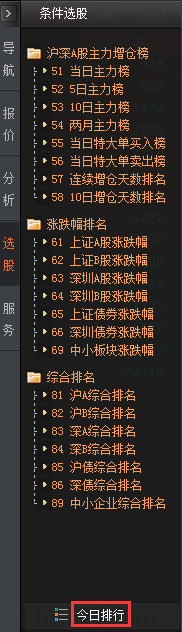 条件选股
导航
报价
分析
选股
服务
沪深A股主力增仓榜
51 当日主力榜
52 5日主力榜
53 10日主力榜
54 两月主力榜
55 当日特大单买入榜
56 当日特大单卖出榜
57 连续增仓天数排名
58 10日增仓天数排名
涨跌幅排名
61 上证A股涨跌幅
62 上证B股涨跌幅
63 深圳A股涨跌幅
64 深圳B股涨跌幅
65 上证债券涨跌幅
66 深圳债券涨跌幅
69 中小板块涨跌幅
综合排名
81 沪A综合排名
82 沪B综合排名
83 深A综合排名
84 深B综合排名
85 沪债综合排名
86 深债综合排名
89 中小企业综合排名
今日排行